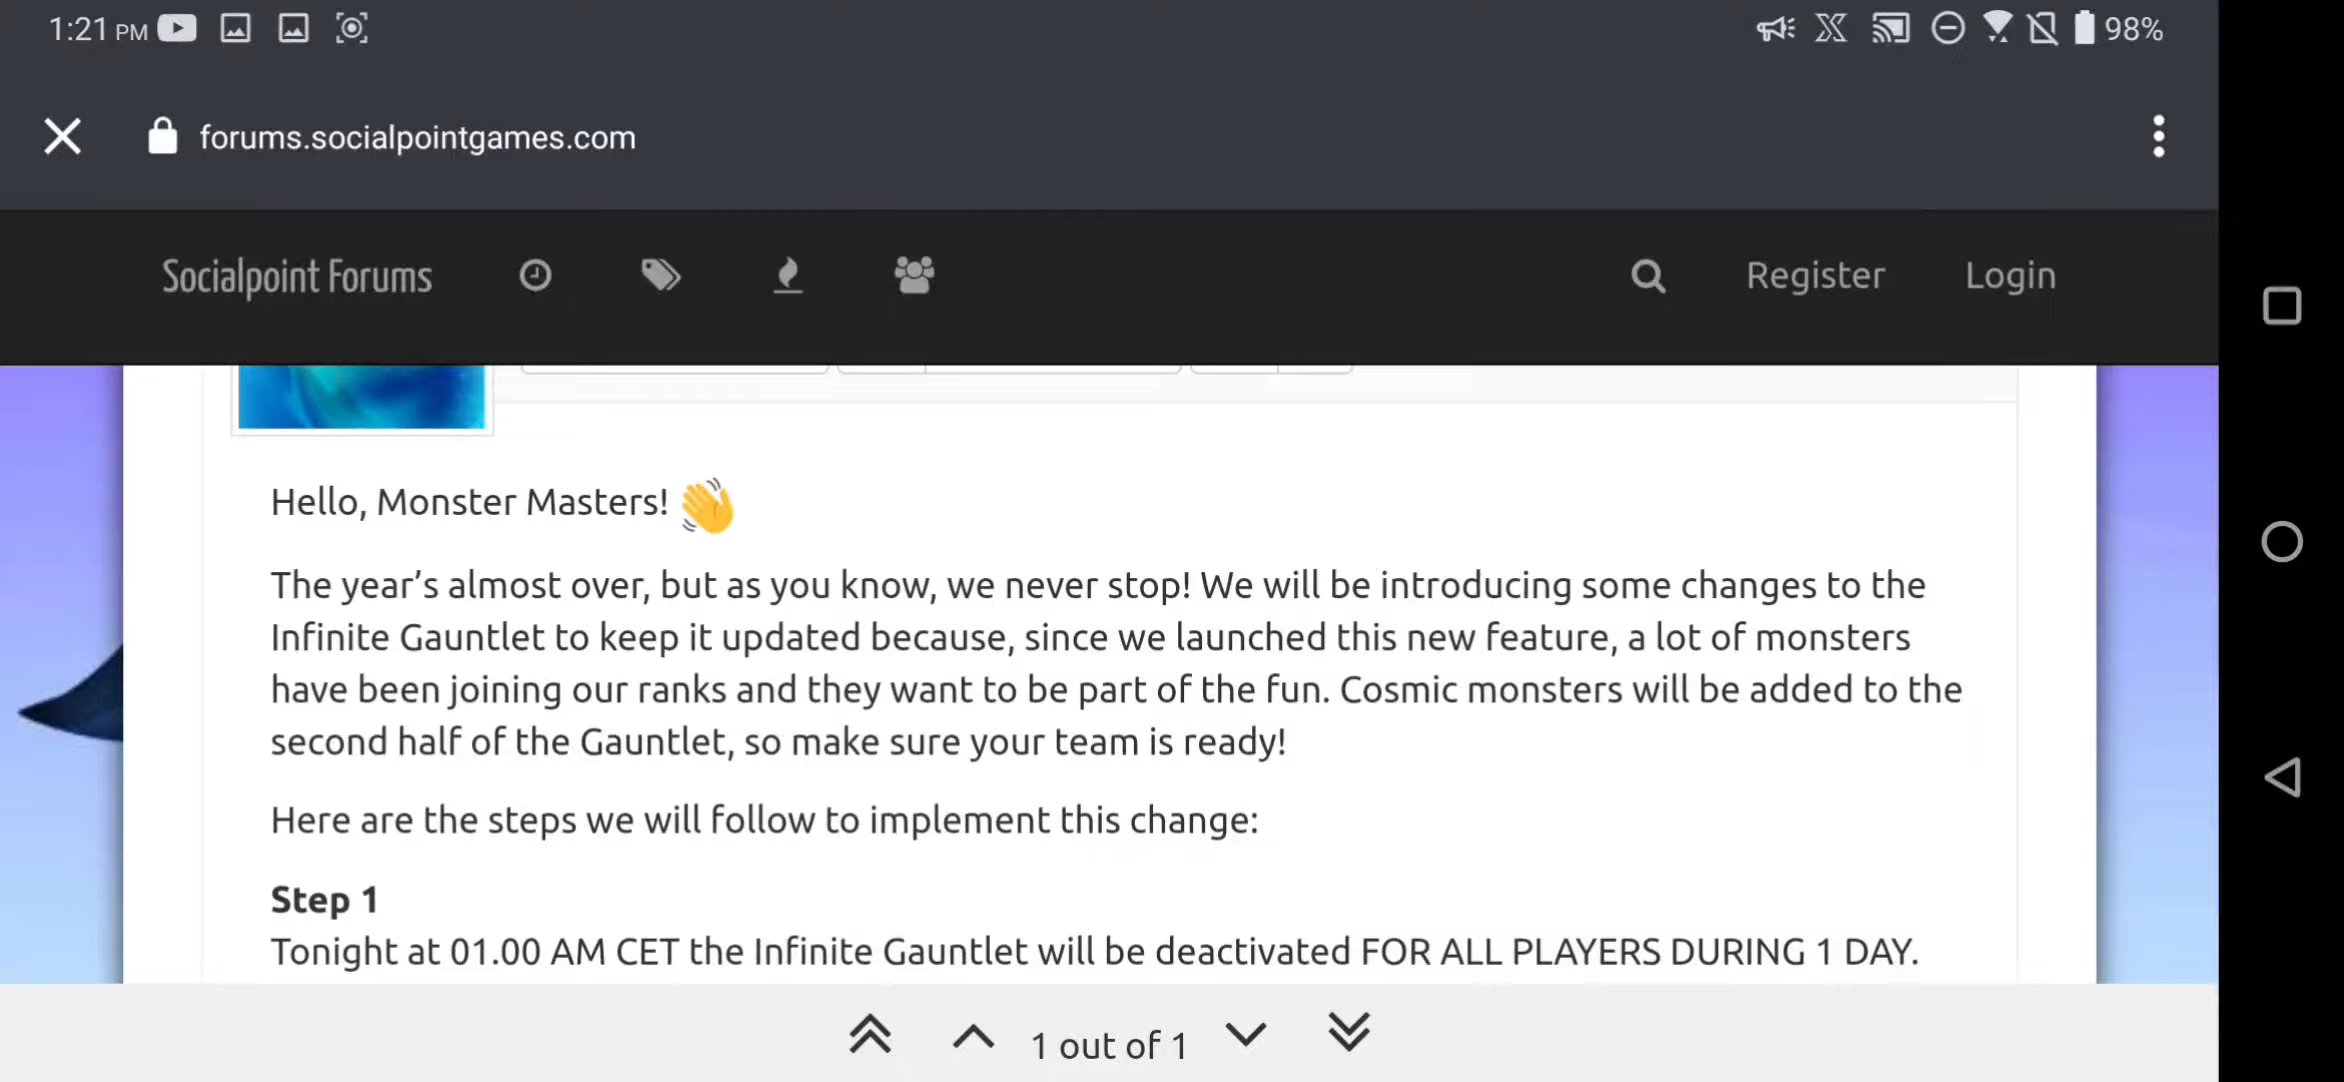 1:21 PM 98%
forums.socialpointgames.com
Socialpoint Forums Register Login
Hello, Monster Masters! 👋
The year’s almost over, but as you know, we never stop! We will be introducing some changes to the
Infinite Gauntlet to keep it updated because, since we launched this new feature, a lot of monsters
have been joining our ranks and they want to be part of the fun. Cosmic monsters will be added to the
second half of the Gauntlet, so make sure your team is ready!
Here are the steps we will follow to implement this change:
Step 1
Tonight at 01.00 AM CET the Infinite Gauntlet will be deactivated FOR ALL PLAYERS DURING 1 DAY.
1 out of 1